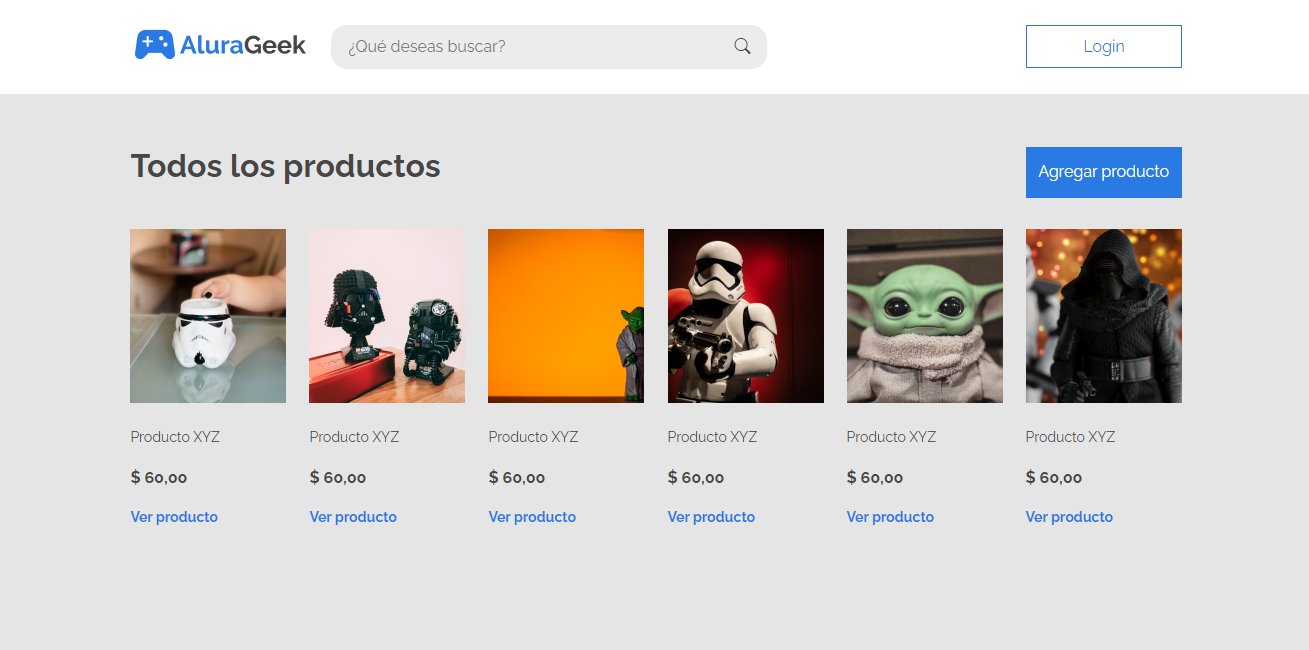 AluraGeek
¿Qué deseas buscar?
Login
Todos los productos
Agregar producto
Producto XYZ
$ 60,00
Ver producto
Producto XYZ
$ 60,00
Ver producto
Producto XYZ
$ 60,00
Ver producto
Producto XYZ
$ 60,00
Ver producto
Producto XYZ
$ 60,00
Ver producto
Producto XYZ
$ 60,00
Ver producto